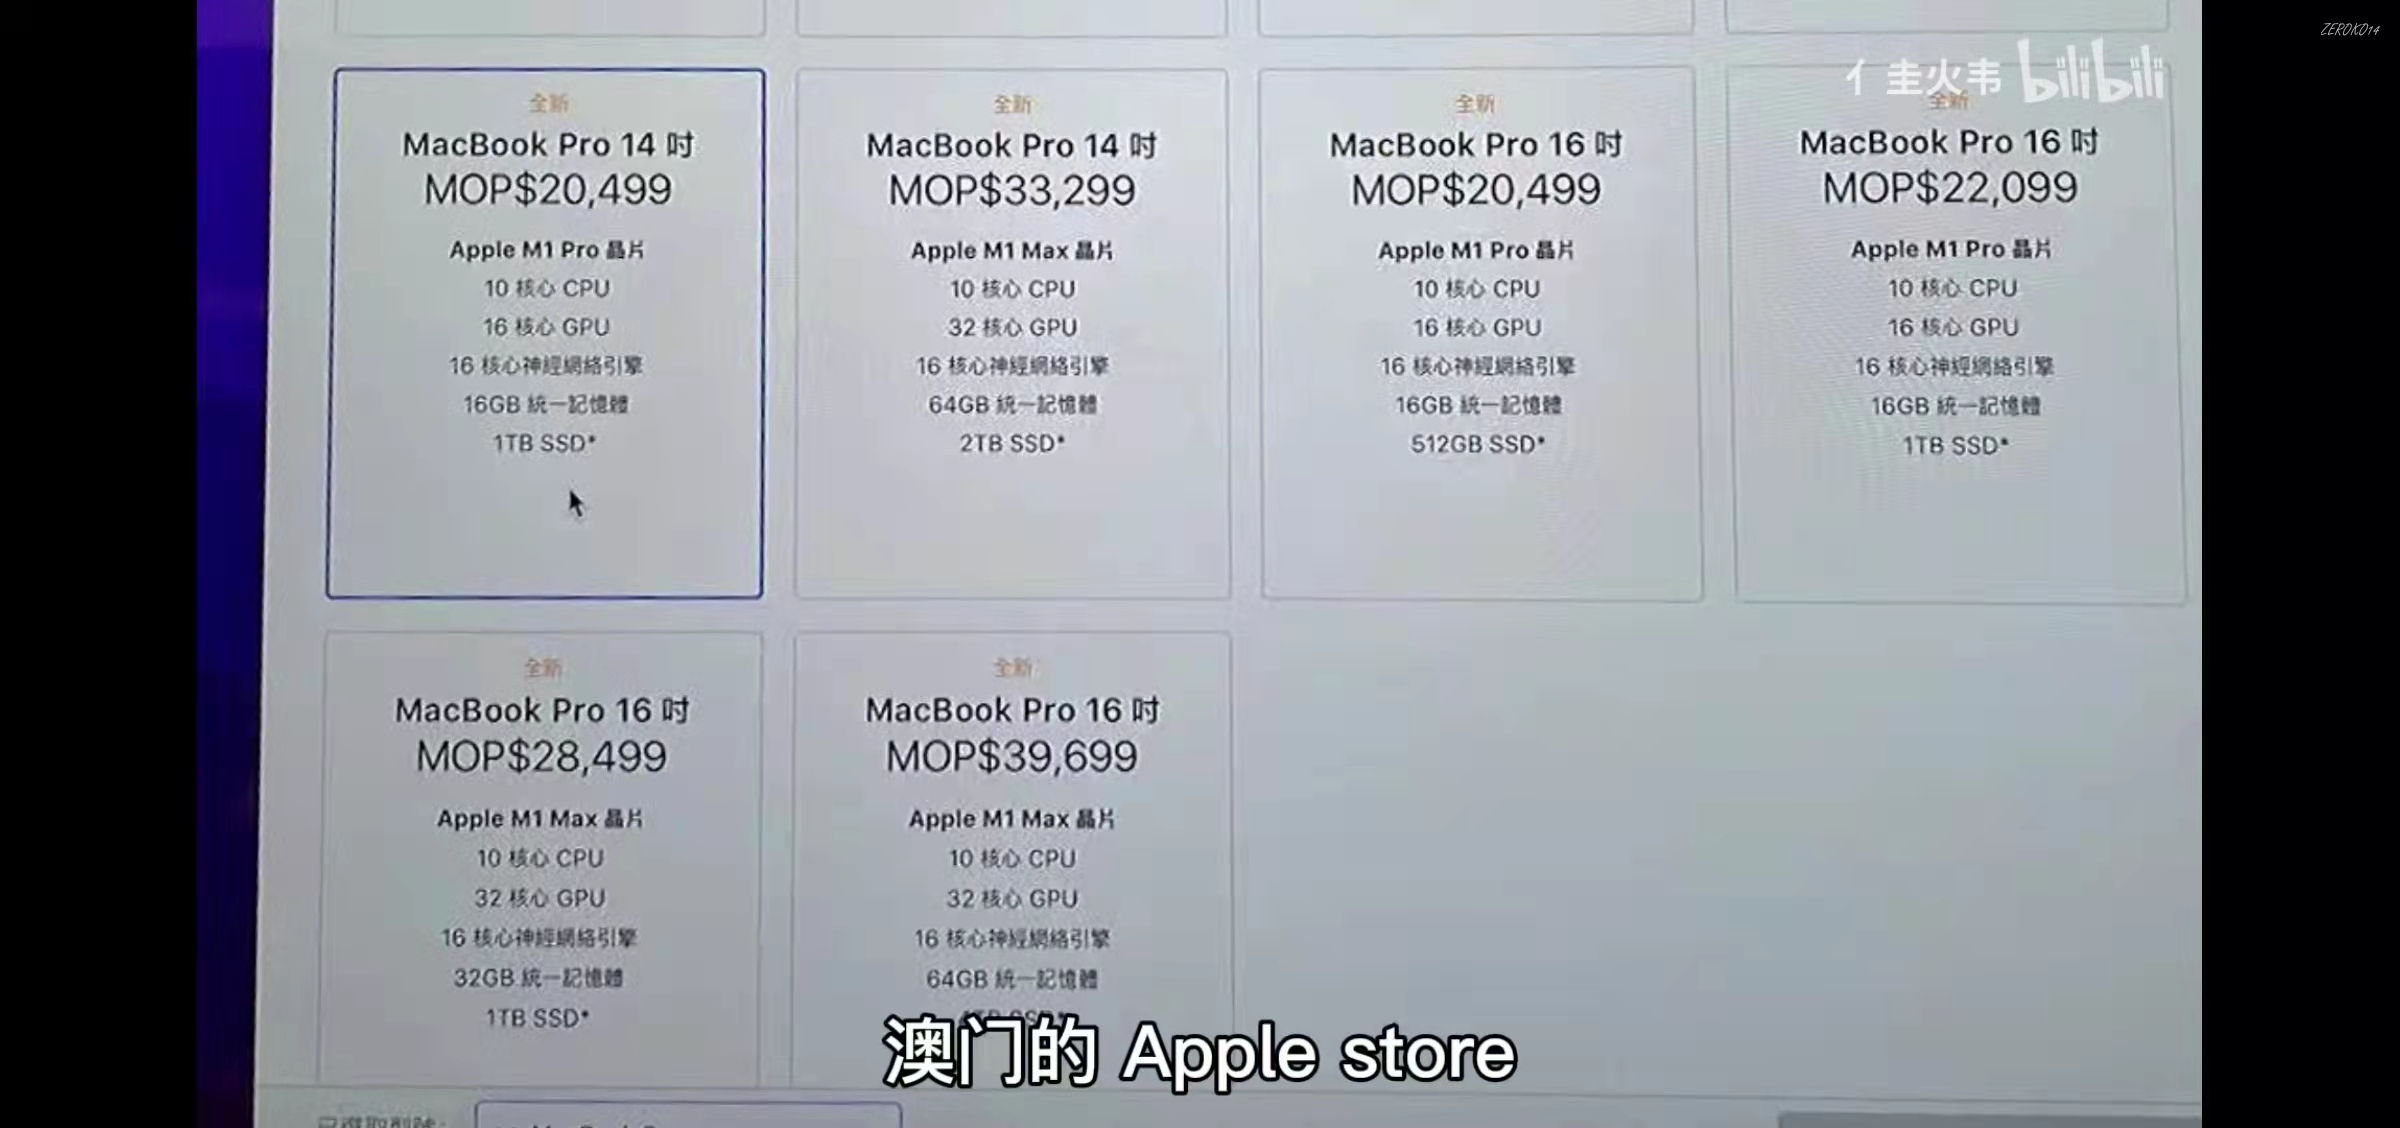 ZEROKO14
亻圭火韦 bilibili
全新
MacBook Pro 14 吋
MOP$20,499
Apple M1 Pro 晶片
10 核心 CPU
16 核心 GPU
16 核心神經網絡引擎
16GB 統一記憶體
1TB SSD*
全新
MacBook Pro 14 吋
MOP$33,299
Apple M1 Max 晶片
10 核心 CPU
32 核心 GPU
16 核心神經網絡引擎
64GB 統一記憶體
2TB SSD*
全新
MacBook Pro 16 吋
MOP$20,499
Apple M1 Pro 晶片
10 核心 CPU
16 核心 GPU
16 核心神經網絡引擎
16GB 統一記憶體
512GB SSD*
全新
MacBook Pro 16 吋
MOP$22,099
Apple M1 Pro 晶片
10 核心 CPU
16 核心 GPU
16 核心神經網絡引擎
16GB 統一記憶體
1TB SSD*
全新
MacBook Pro 16 吋
MOP$28,499
Apple M1 Max 晶片
10 核心 CPU
32 核心 GPU
16 核心神經網絡引擎
32GB 統一記憶體
1TB SSD*
全新
MacBook Pro 16 吋
MOP$39,699
Apple M1 Max 晶片
10 核心 CPU
32 核心 GPU
16 核心神經網絡引擎
64GB 統一記憶體
澳门的 Apple store